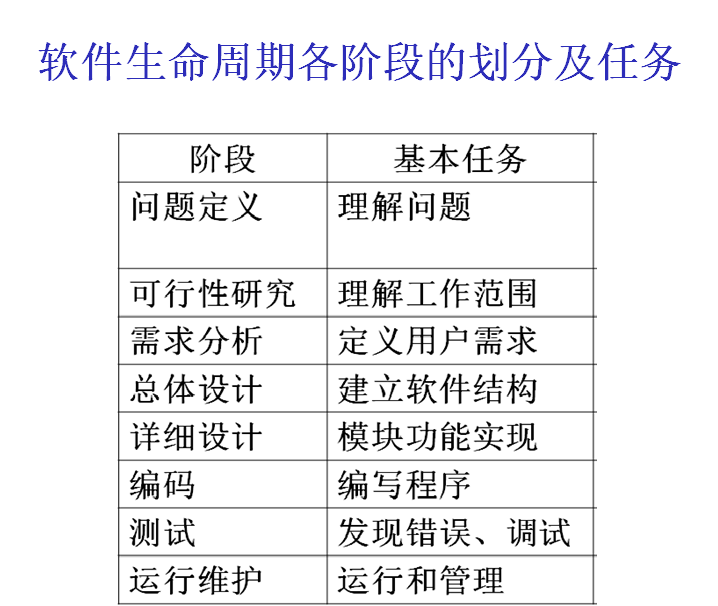 软件生命周期各阶段的划分及任务
阶段 基本任务
问题定义 理解问题
可行性研究 理解工作范围
需求分析 定义用户需求
总体设计 建立软件结构
详细设计 模块功能实现
编码 编写程序
测试 发现错误、调试
运行维护 运行和管理